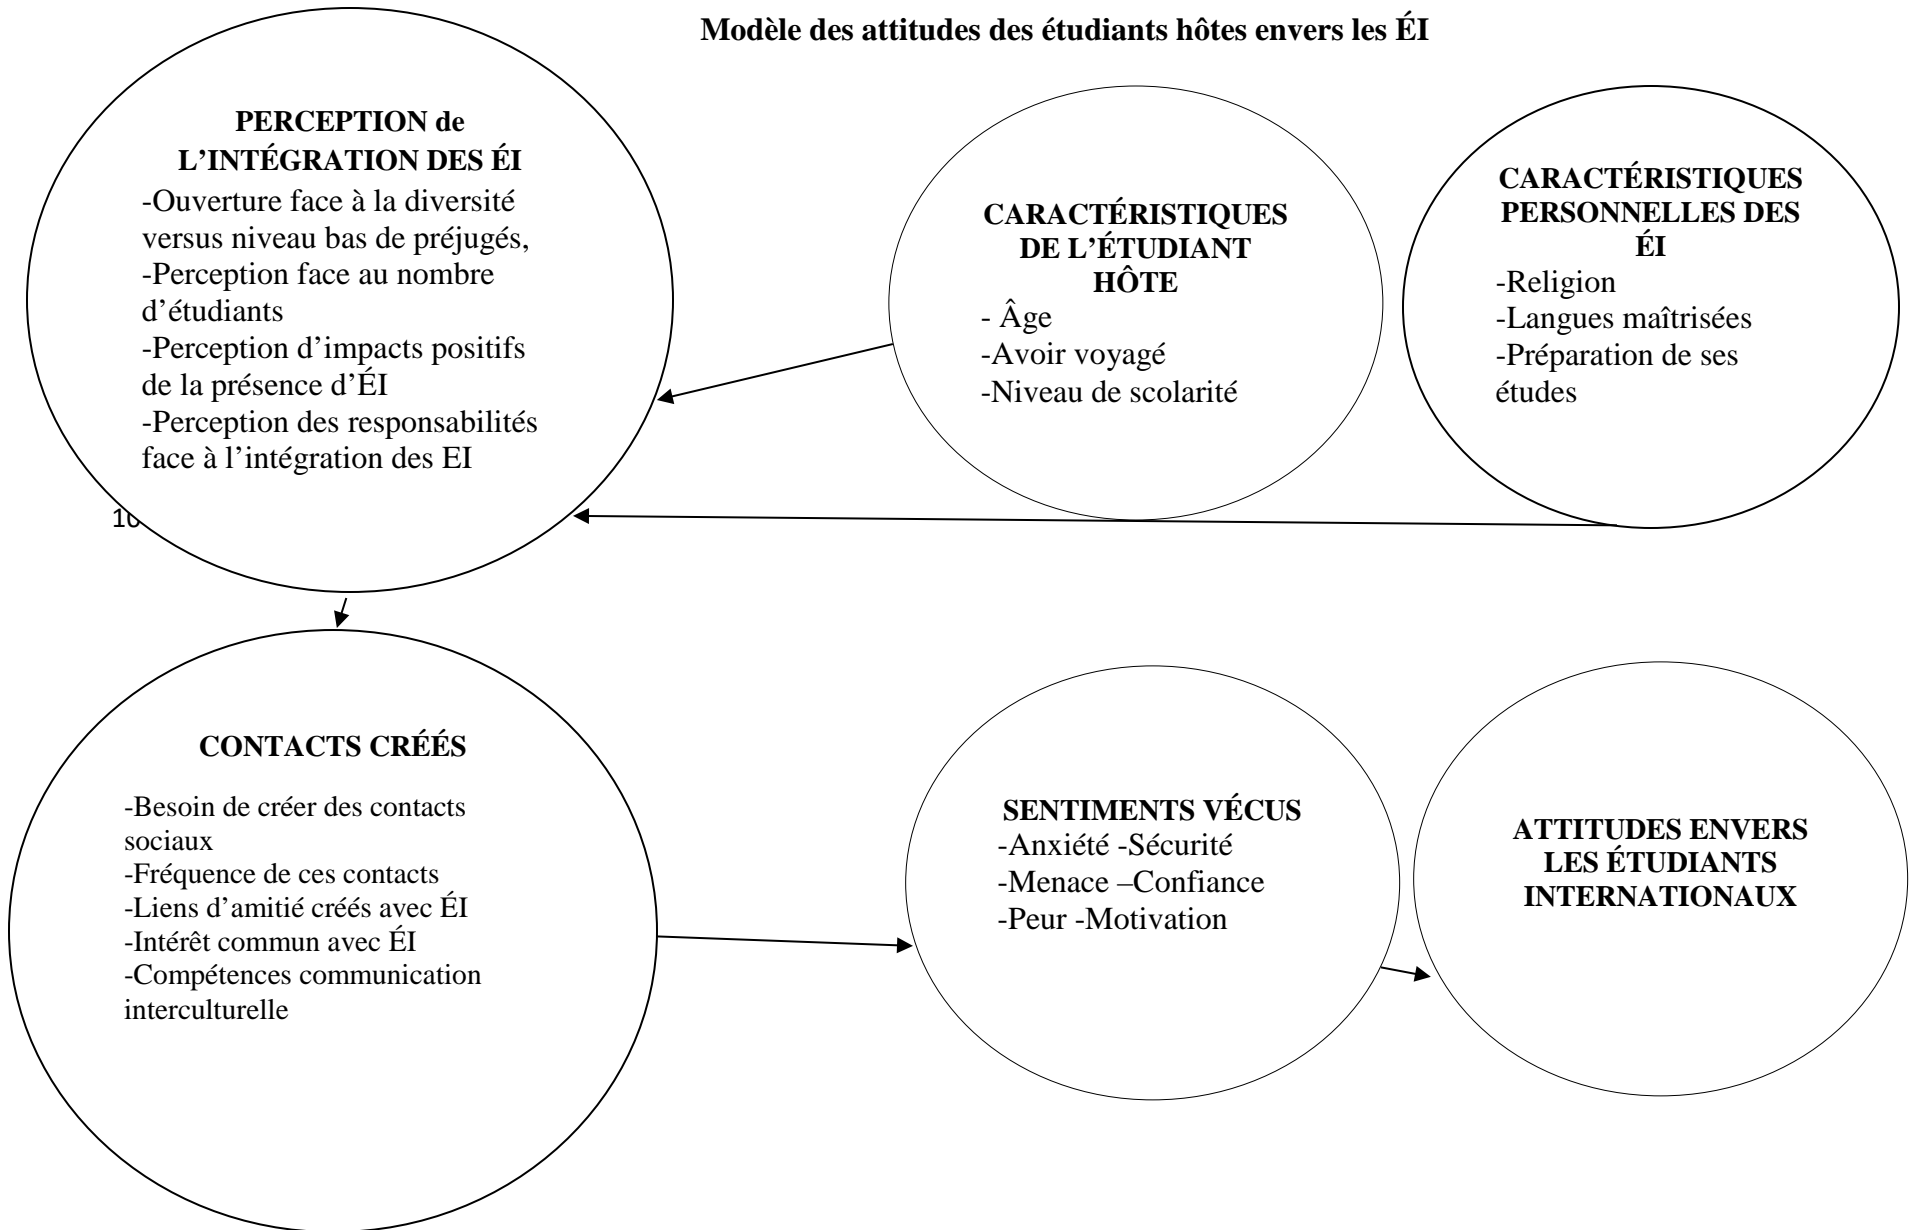 Modèle des attitudes des étudiants hôtes envers les ÉI
PERCEPTION de
L’INTÉGRATION DES ÉI
-Ouverture face à la diversité
versus niveau bas de préjugés,
-Perception face au nombre
d’étudiants
-Perception d’impacts positifs
de la présence d’ÉI
-Perception des responsabilités
face à l’intégration des EI
CARACTÉRISTIQUES
DE L’ÉTUDIANT
HÔTE
- Âge
-Avoir voyagé
-Niveau de scolarité
CARACTÉRISTIQUES
PERSONNELLES DES
ÉI
-Religion
-Langues maîtrisées
-Préparation de ses
études
CONTACTS CRÉÉS
-Besoin de créer des contacts
sociaux
-Fréquence de ces contacts
-Liens d’amitié créés avec ÉI
-Intérêt commun avec ÉI
-Compétences communication
interculturelle
SENTIMENTS VÉCUS
-Anxiété -Sécurité
-Menace –Confiance
-Peur -Motivation
ATTITUDES ENVERS
LES ÉTUDIANTS
INTERNATIONAUX